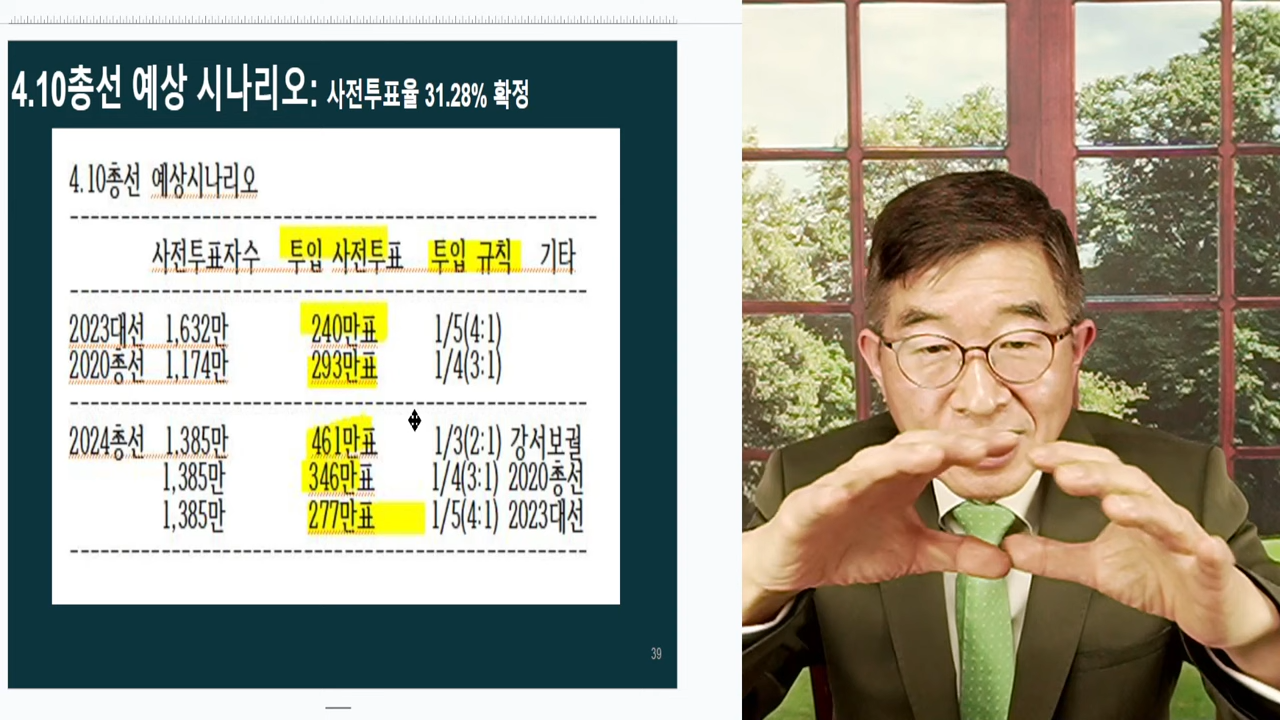 4.10총선 예상 시나리오: 사전투표율 31.28% 확정
4.10총선 예상시나리오
사전투표자수 투입 사전투표 투입 규칙 기타
2023대선 1,632만 240만표 1/5(4:1)
2020총선 1,174만 293만표 1/4(3:1)
2024총선 1,385만 461만표 1/3(2:1) 강서보궐
1,385만 346만표 1/4(3:1) 2020총선
1,385만 277만표 1/5(4:1) 2023대선
39